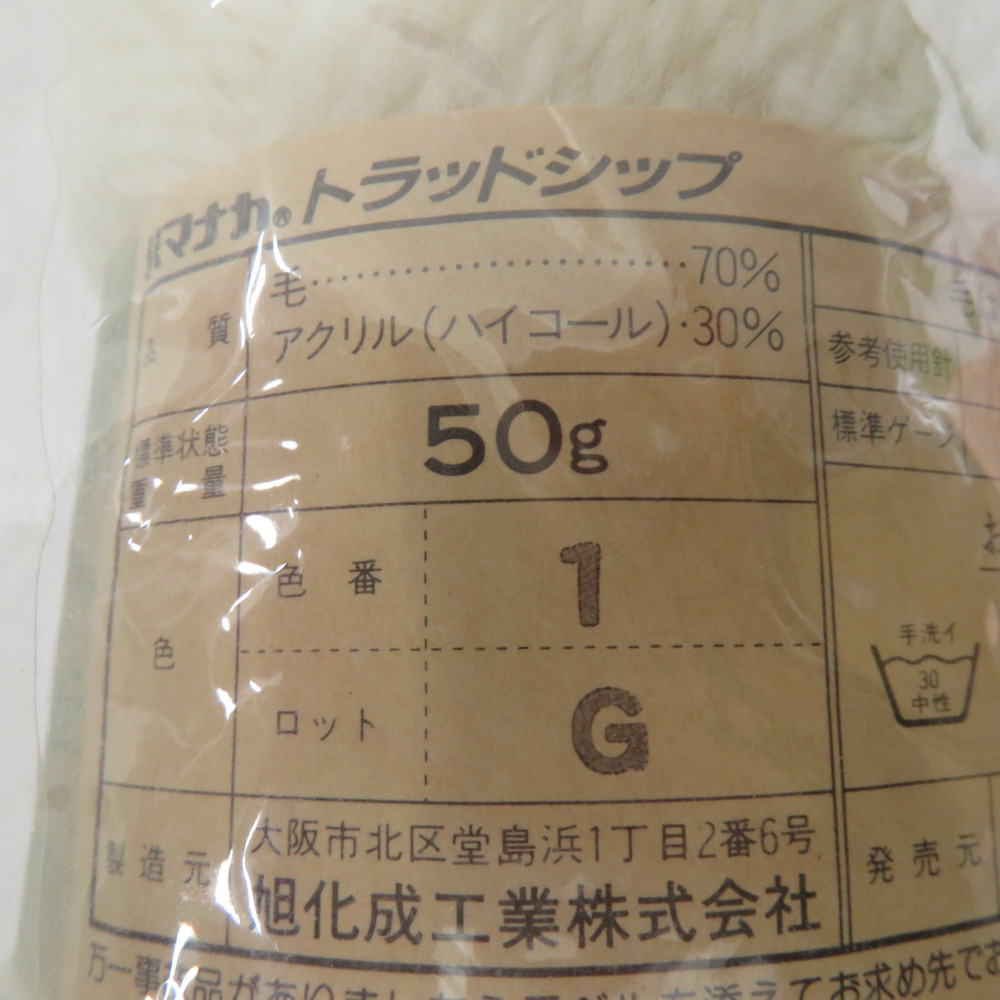 ハマナカ® トラッドシップ
品質
毛……………………70%
アクリル(ハイコール)・30%
標準状態
重量
50g
色
色番 1
ロット G
製造元
大阪市北区堂島浜1丁目2番6号
旭化成工業株式会社
参考使用針
標準ゲージ
手洗イ
30
中性
発売元